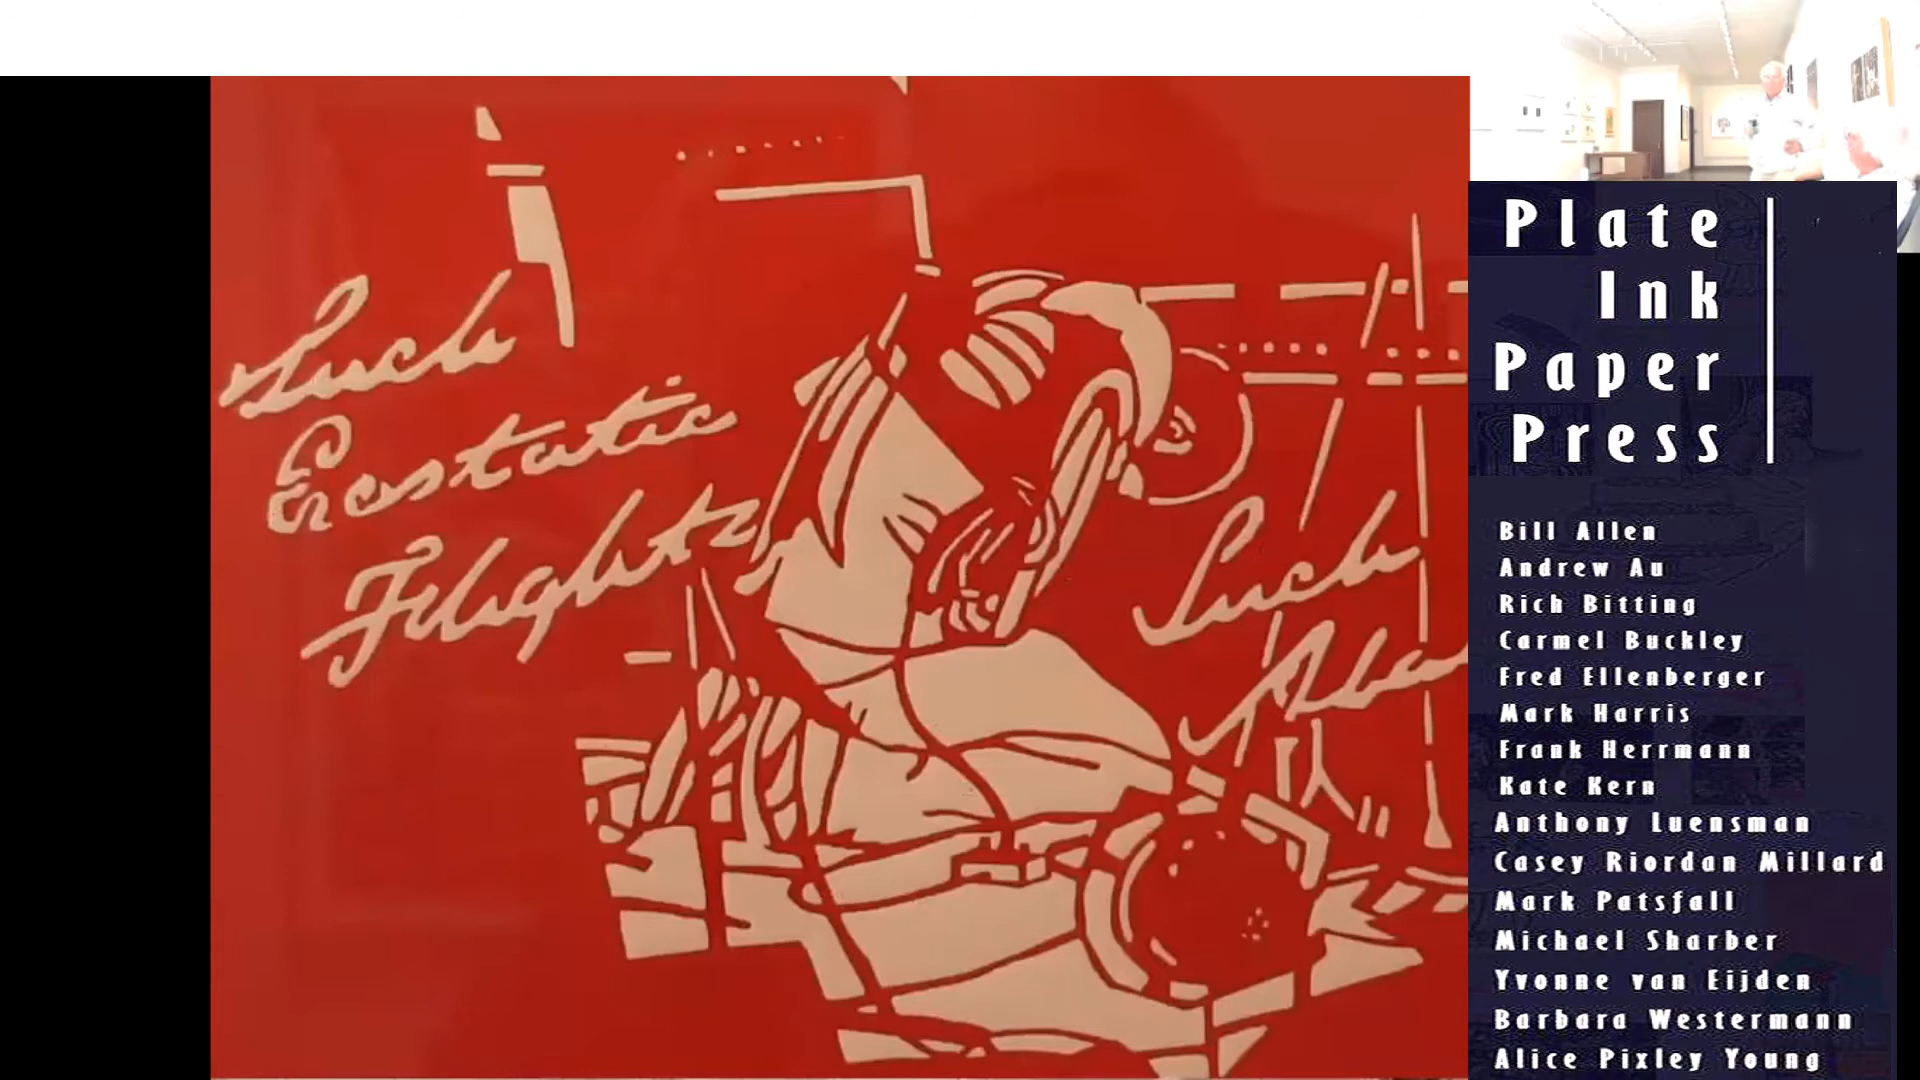 Such
Ecstatic
Flights
Such
Plate
Ink
Paper
Press
Bill Allen
Andrew Au
Rich Bitting
Carmel Buckley
Fred Ellenberger
Mark Harris
Frank Herrmann
Kate Kern
Anthony Luensman
Casey Riordan Millard
Mark Patsfall
Michael Sharber
Yvonne van Eijden
Barbara Westermann
Alice Pixley Young